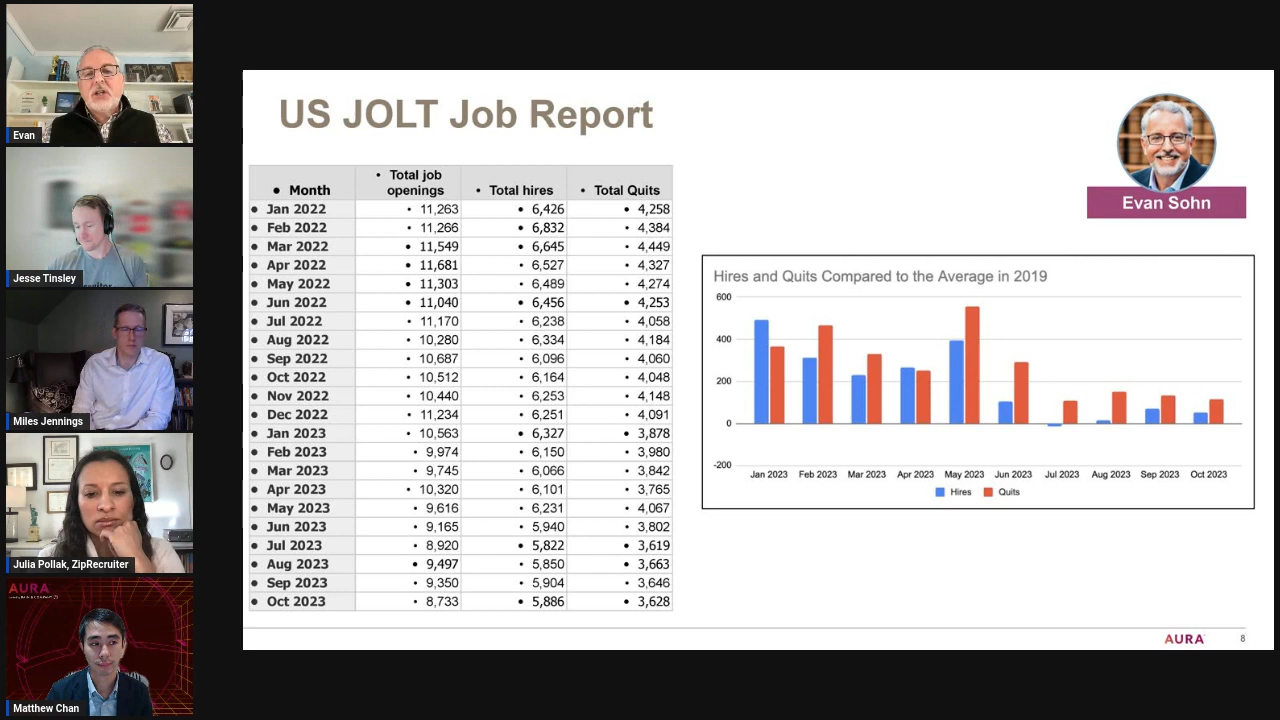 Evan
Jesse Tinsley
Miles Jennings
Julia Pollak, ZipRecruiter
AURA
Matthew Chan
US JOLT Job Report
Evan Sohn
• Month • Total job openings • Total hires • Total Quits
• Jan 2022 • 11,263 • 6,426 • 4,258
• Feb 2022 • 11,266 • 6,832 • 4,384
• Mar 2022 • 11,549 • 6,645 • 4,449
• Apr 2022 • 11,681 • 6,527 • 4,327
• May 2022 • 11,303 • 6,489 • 4,274
• Jun 2022 • 11,040 • 6,456 • 4,253
• Jul 2022 • 11,170 • 6,238 • 4,058
• Aug 2022 • 10,280 • 6,334 • 4,184
• Sep 2022 • 10,687 • 6,096 • 4,060
• Oct 2022 • 10,512 • 6,164 • 4,048
• Nov 2022 • 10,440 • 6,253 • 4,148
• Dec 2022 • 11,234 • 6,251 • 4,091
• Jan 2023 • 10,563 • 6,327 • 3,878
• Feb 2023 • 9,974 • 6,150 • 3,980
• Mar 2023 • 9,745 • 6,066 • 3,842
• Apr 2023 • 10,320 • 6,101 • 3,765
• May 2023 • 9,616 • 6,231 • 4,067
• Jun 2023 • 9,165 • 5,940 • 3,802
• Jul 2023 • 8,920 • 5,822 • 3,619
• Aug 2023 • 9,497 • 5,850 • 3,663
• Sep 2023 • 9,350 • 5,904 • 3,646
• Oct 2023 • 8,733 • 5,886 • 3,628
Hires and Quits Compared to the Average in 2019
600
400
200
0
-200
Jan 2023 Feb 2023 Mar 2023 Apr 2023 May 2023 Jun 2023 Jul 2023 Aug 2023 Sep 2023 Oct 2023
Hires Quits
AURA 8